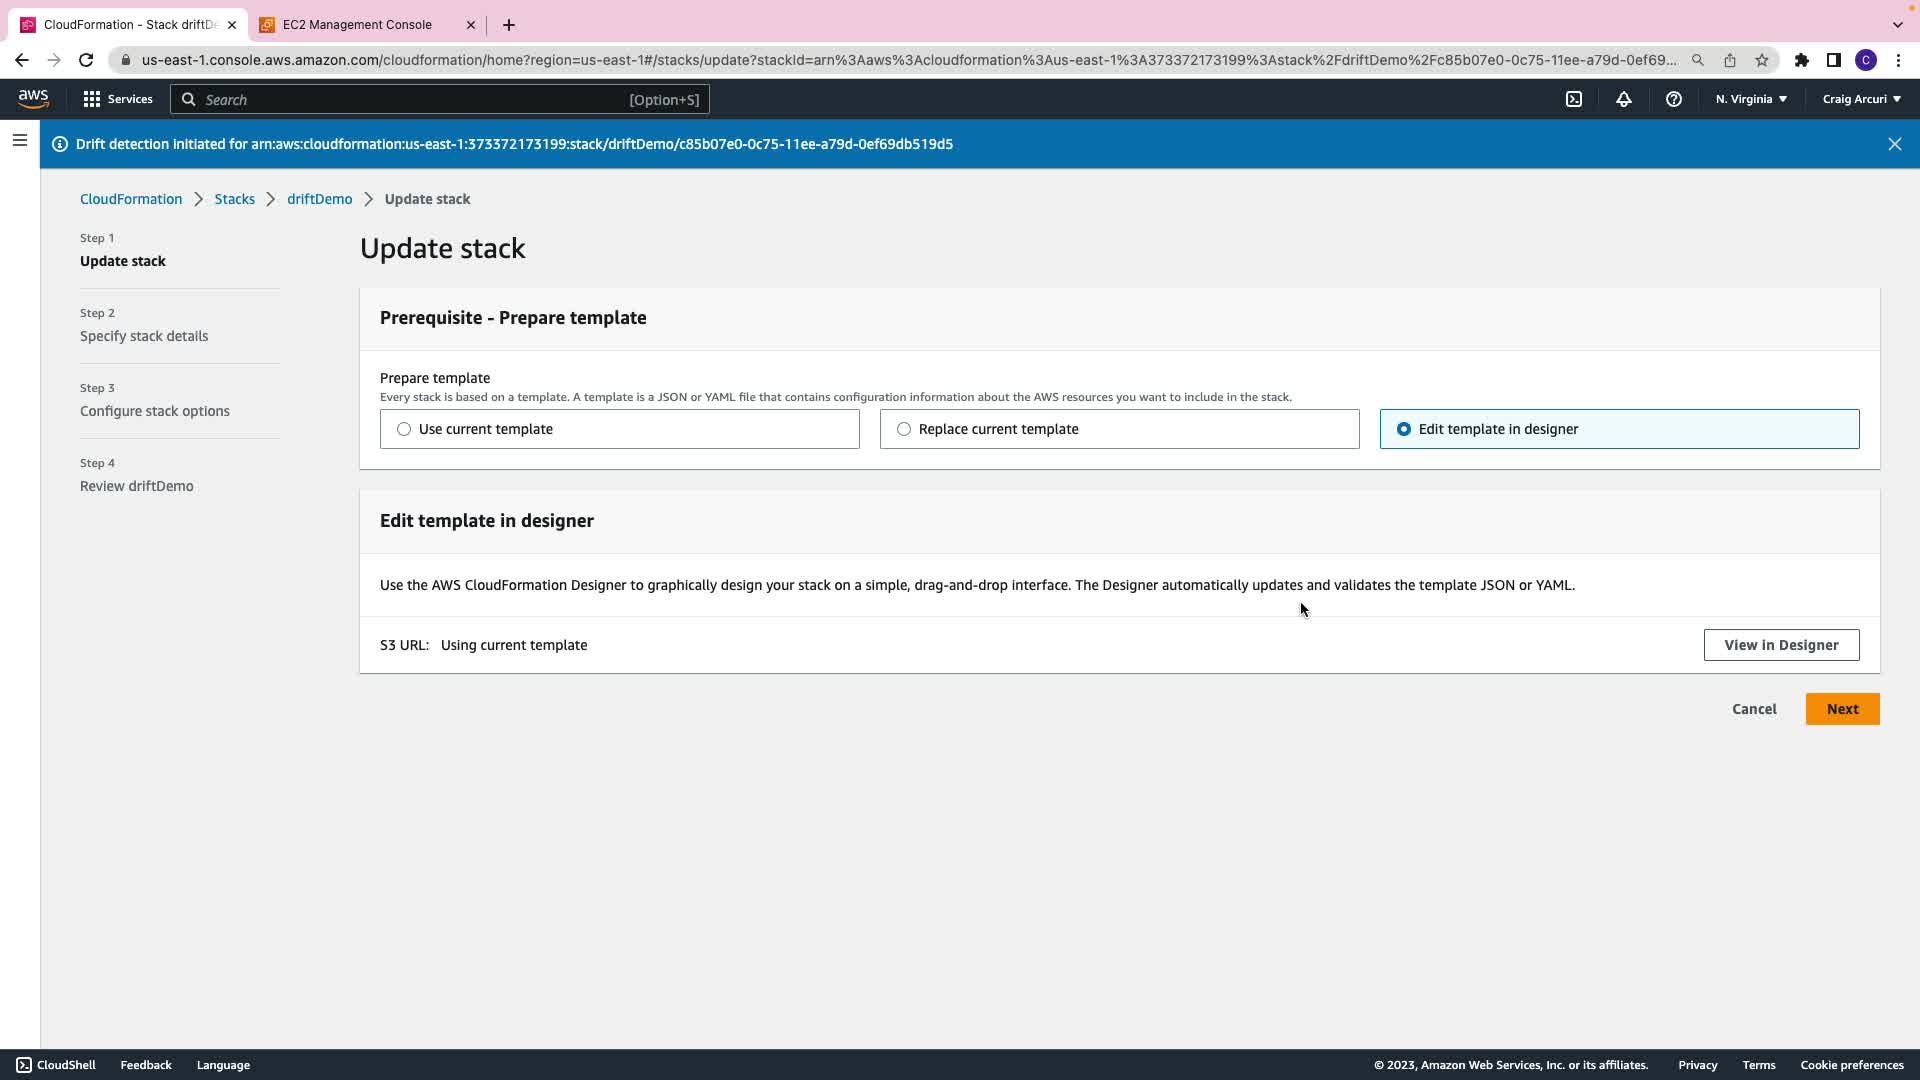 CloudFormation - Stack driftDe
EC2 Management Console
us-east-1.console.aws.amazon.com/cloudformation/home?region=us-east-1#/stacks/update?stackId=arn%3Aaws%3Acloudformation%3Aus-east-1%3A373372173199%3Astack%2FdriftDemo%2Fc85b07e0-0c75-11ee-a79d-0ef69...
C
aws
Services
Search
[Option+S]
N. Virginia
Craig Arcuri
Drift detection initiated for arn:aws:cloudformation:us-east-1:373372173199:stack/driftDemo/c85b07e0-0c75-11ee-a79d-0ef69db519d5
CloudFormation
Stacks
driftDemo
Update stack
Step 1
Update stack
Step 2
Specify stack details
Step 3
Configure stack options
Step 4
Review driftDemo
Update stack
Prerequisite - Prepare template
Prepare template
Every stack is based on a template. A template is a JSON or YAML file that contains configuration information about the AWS resources you want to include in the stack.
Use current template
Replace current template
Edit template in designer
Edit template in designer
Use the AWS CloudFormation Designer to graphically design your stack on a simple, drag-and-drop interface. The Designer automatically updates and validates the template JSON or YAML.
S3 URL: Using current template
View in Designer
Cancel
Next
CloudShell
Feedback
Language
© 2023, Amazon Web Services, Inc. or its affiliates.
Privacy
Terms
Cookie preferences